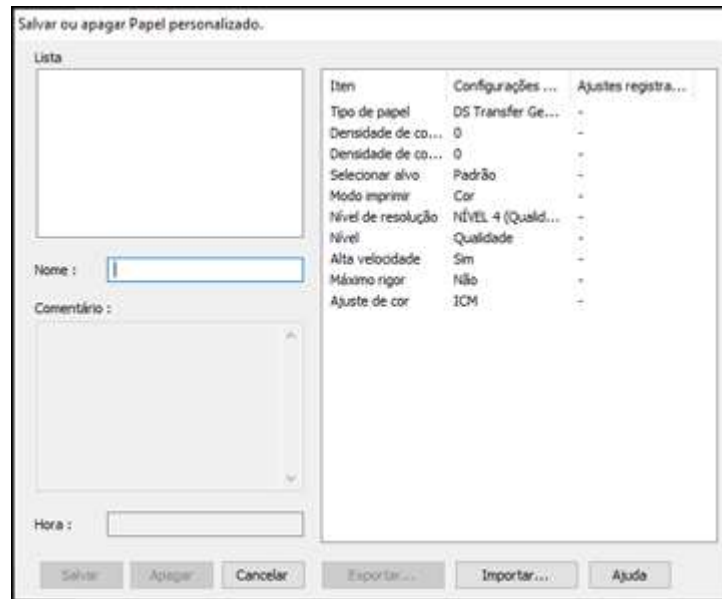 Salvar ou apagar Papel personalizado.
Lista
Iten Configurações ... Ajustes registra...
Tipo de papel DS Transfer Ge... -
Densidade de co... 0 -
Densidade de co... 0 -
Selecionar alvo Padrão -
Modo imprimir Cor -
Nível de resolução NÍVEL 4 (Qualid... -
Nível Qualidade -
Alta velocidade Sim -
Máximo rigor Não -
Ajuste de cor ICM -
Nome :
Comentário :
Hora :
Salvar Apagar Cancelar Exportar... Importar... Ajuda